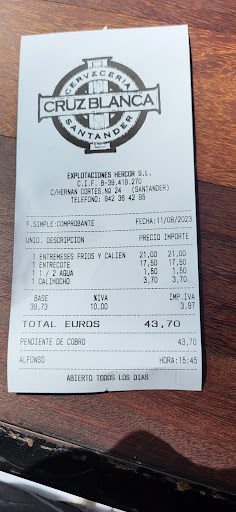 CERVECERIA
CRUZ BLANCA
SANTANDER
EXPLOTACIONES HERCOR S.L.
C.I.F. B-39.419.270
C/HERNAN CORTES,NO 24 (SANTANDER)
TELEFONO: 942 36 42 95
F.SIMPLE:COMPROBANTE FECHA:11/08/2023
UNID. DESCRIPCION PRECIO IMPORTE
1 ENTREMESES FRIOS Y CALIEN 21,00 21,00
1 ENTRECOTE 17,50 17,50
1 1 / 2 AGUA 1,50 1,50
1 CALIMOCHO 3,70 3,70
BASE %IVA IMP.IVA
39,73 10,00 3,97
TOTAL EUROS 43,70
PENDIENTE DE COBRO 43,70
ALFONSO HORA:15:45
ABIERTO TODOS LOS DIAS